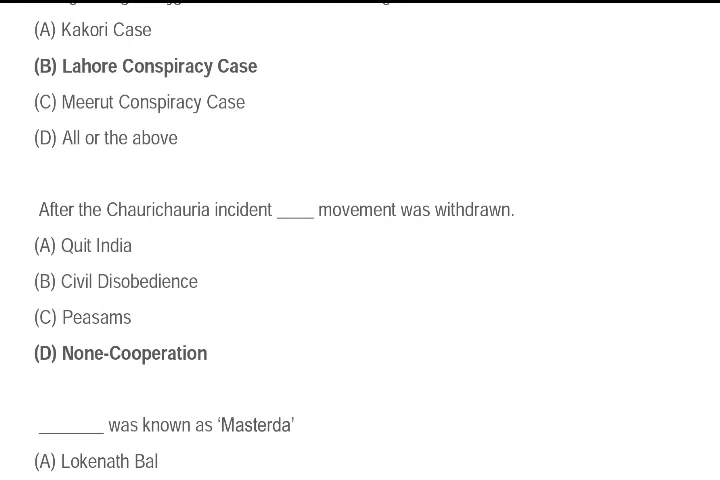 (A) Kakori Case
(B) Lahore Conspiracy Case
(C) Meerut Conspiracy Case
(D) All or the above
After the Chaurichauria incident ____ movement was withdrawn.
(A) Quit India
(B) Civil Disobedience
(C) Peasams
(D) None-Cooperation
_______ was known as ‘Masterda’
(A) Lokenath Bal